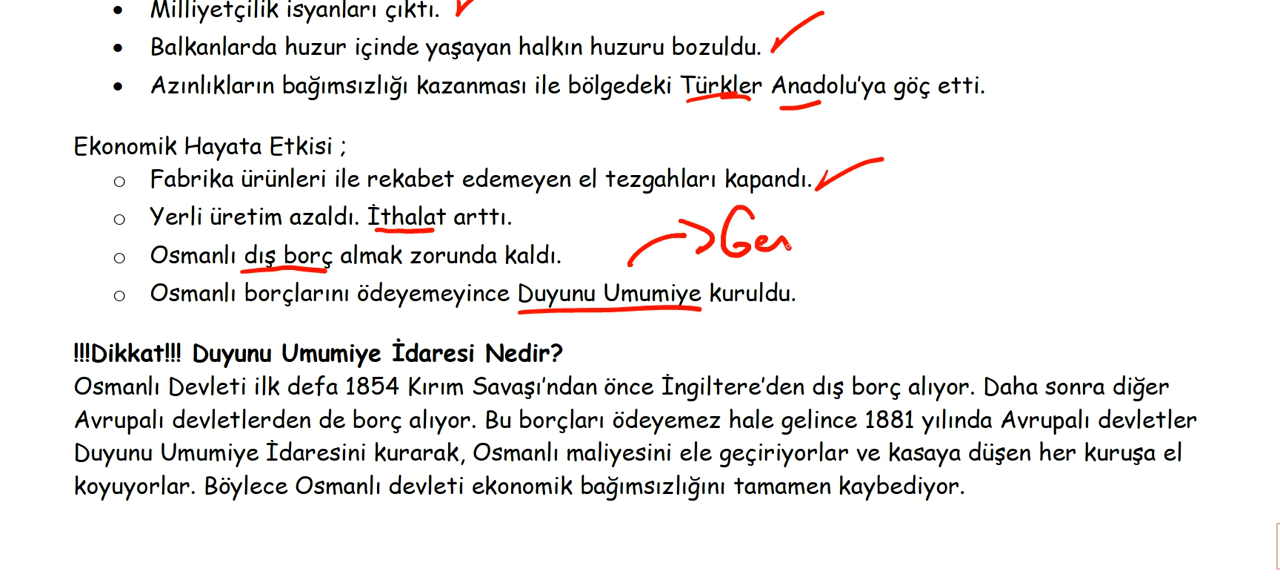 • Milliyetçilik isyanları çıktı.
• Balkanlarda huzur içinde yaşayan halkın huzuru bozuldu.
• Azınlıkların bağımsızlığı kazanması ile bölgedeki Türkler Anadolu'ya göç etti.
Ekonomik Hayata Etkisi ;
o Fabrika ürünleri ile rekabet edemeyen el tezgahları kapandı.
o Yerli üretim azaldı. İthalat arttı.
Gen
o Osmanlı dış borç almak zorunda kaldı.
o Osmanlı borçlarını ödeyemeyince Duyunu Umumiye kuruldu.
!!!Dikkat!!! Duyunu Umumiye İdaresi Nedir?
Osmanlı Devleti ilk defa 1854 Kırım Savaşı'ndan önce İngiltere'den dış borç alıyor. Daha sonra diğer
Avrupalı devletlerden de borç alıyor. Bu borçları ödeyemez hale gelince 1881 yılında Avrupalı devletler
Duyunu Umumiye İdaresini kurarak, Osmanlı maliyesini ele geçiriyorlar ve kasaya düşen her kuruşa el
koyuyorlar. Böylece Osmanlı devleti ekonomik bağımsızlığını tamamen kaybediyor.